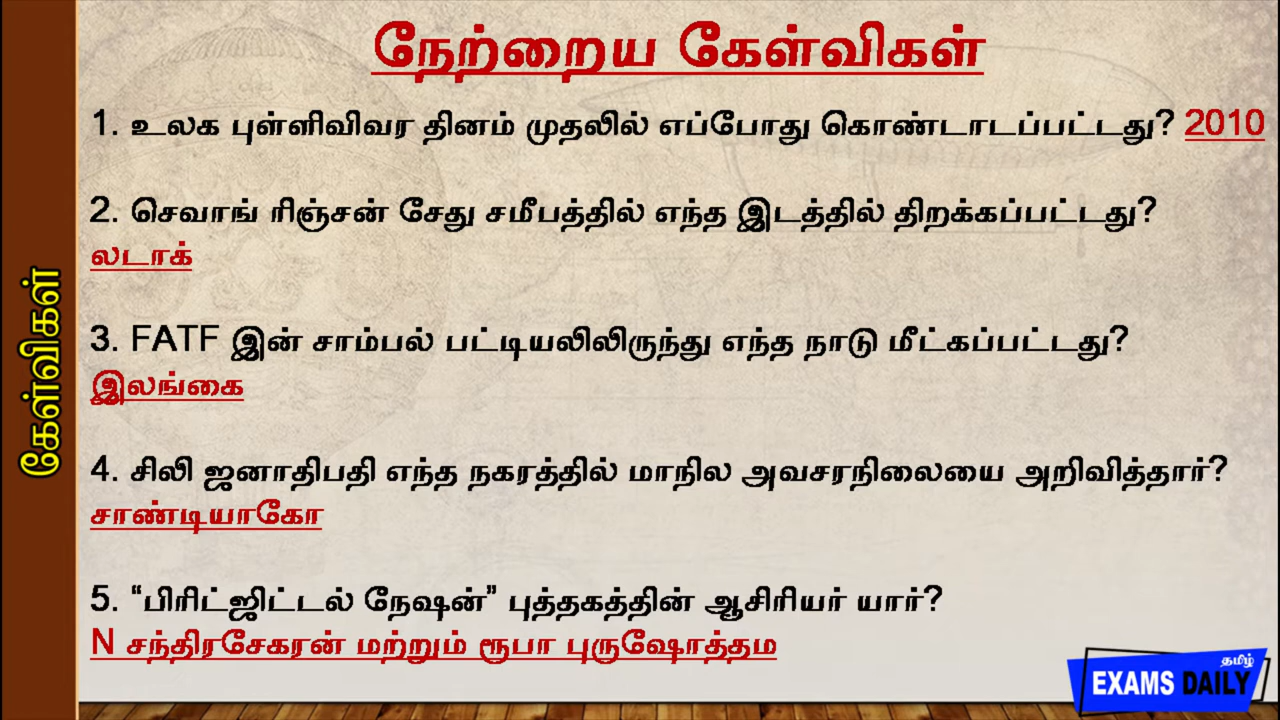 நேற்றைய கேள்விகள்
கேள்விகள்
1. உலக புள்ளிவிவர தினம் முதலில் எப்போது கொண்டாடப்பட்டது? 2010
2. செவாங் ரிஞ்சன் சேது சமீபத்தில் எந்த இடத்தில் திறக்கப்பட்டது?
லடாக்
3. FATF இன் சாம்பல் பட்டியலிலிருந்து எந்த நாடு மீட்கப்பட்டது?
இலங்கை
4. சிலி ஜனாதிபதி எந்த நகரத்தில் மாநில அவசரநிலையை அறிவித்தார்?
சாண்டியாகோ
5. “பிரிட்ஜிட்டல் நேஷன்” புத்தகத்தின் ஆசிரியர் யார்?
N சந்திரசேகரன் மற்றும் ரூபா புருஷோத்தம
தமிழ்
EXAMS DAILY